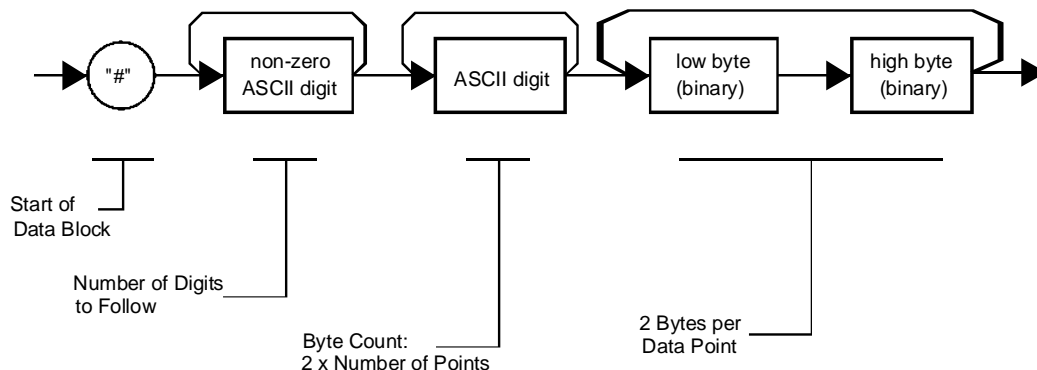 "#"
non-zero
ASCII digit
ASCII digit
low byte
(binary)
high byte
(binary)
Start of
Data Block
Number of Digits
to Follow
Byte Count:
2 x Number of Points
2 Bytes per
Data Point